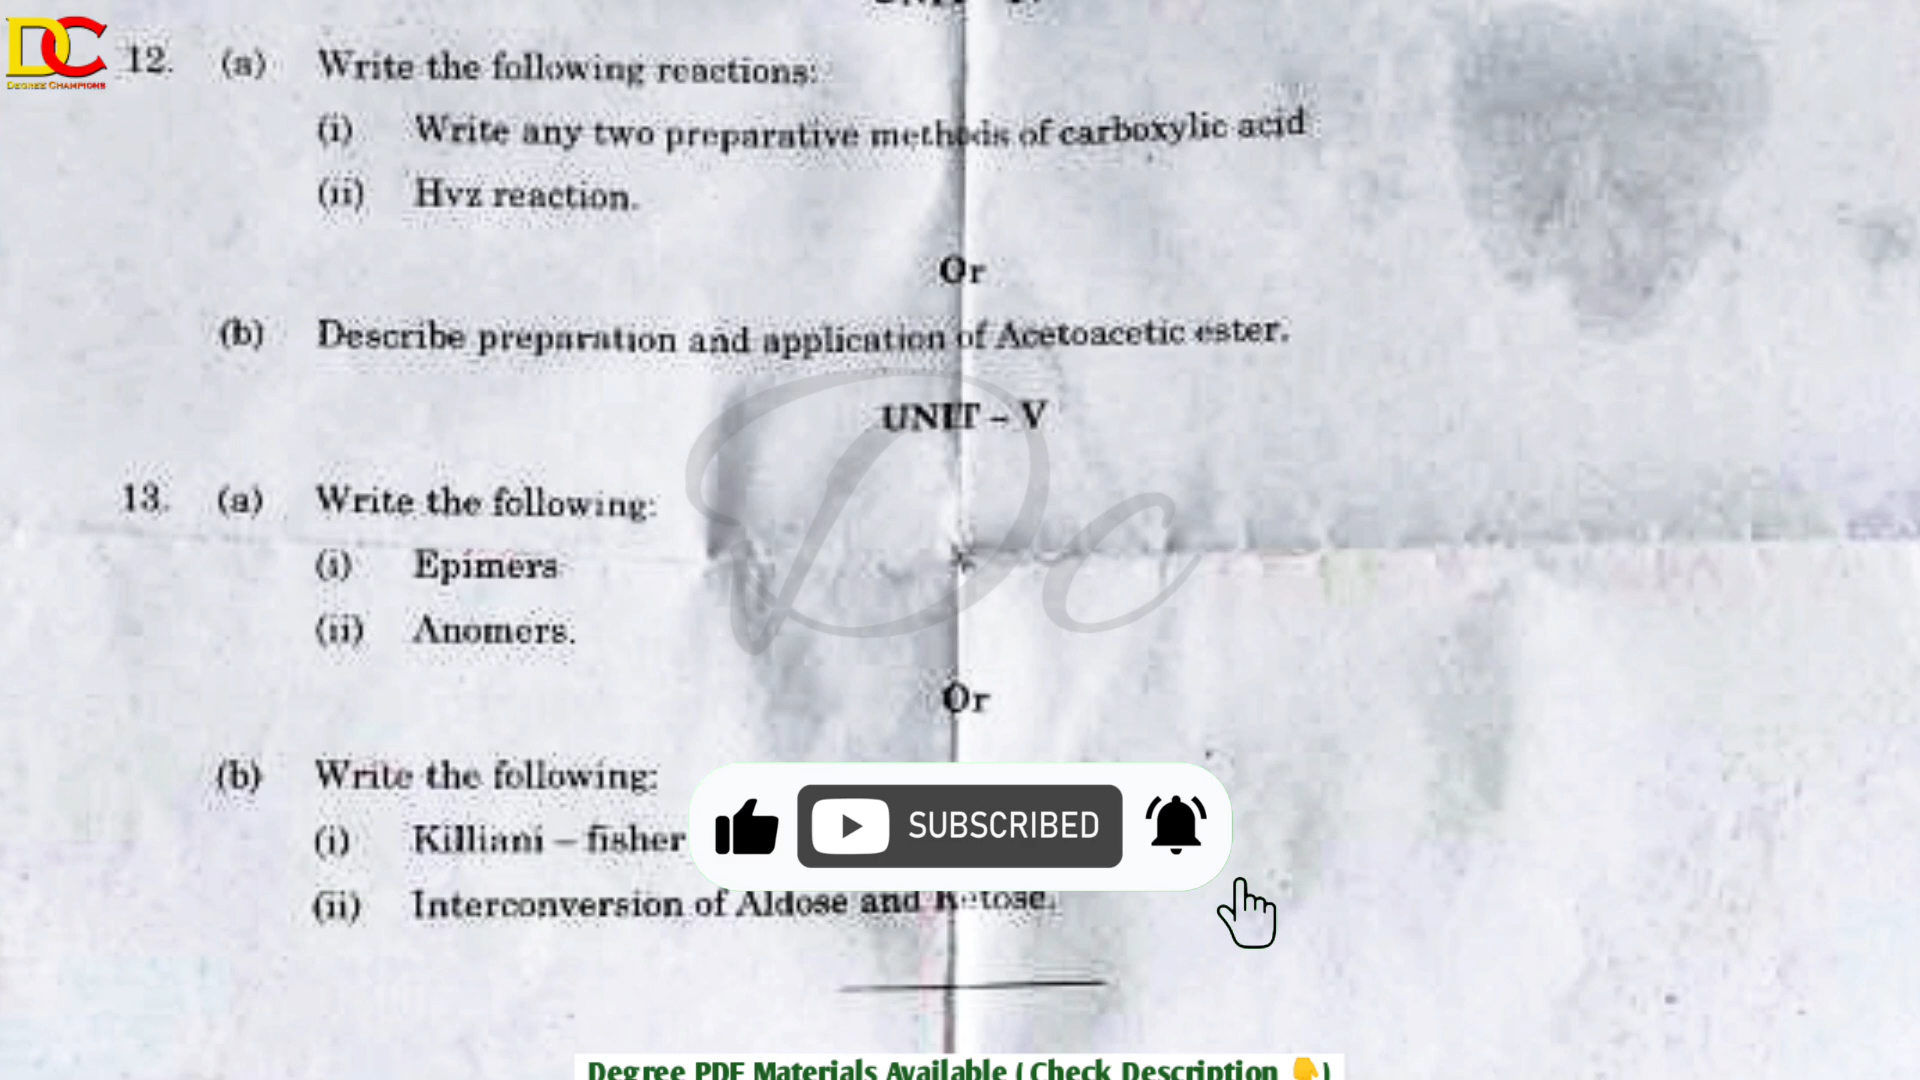 DC
DEGREE CHAMPIONS
12. (a) Write the following reactions:
(i) Write any two preparative methods of carboxylic acid
(ii) Hvz reaction.
Or
(b) Describe preparation and application of Acetoacetic ester.
UNIT – V
Dc
13. (a) Write the following:
(i) Epimers
(ii) Anomers.
Or
(b) Write the following:
(i) Killiani – fisher
SUBSCRIBED
(ii) Interconversion of Aldose and Ketose.
Degree PDF Materials Available ( Check Description 👇 )